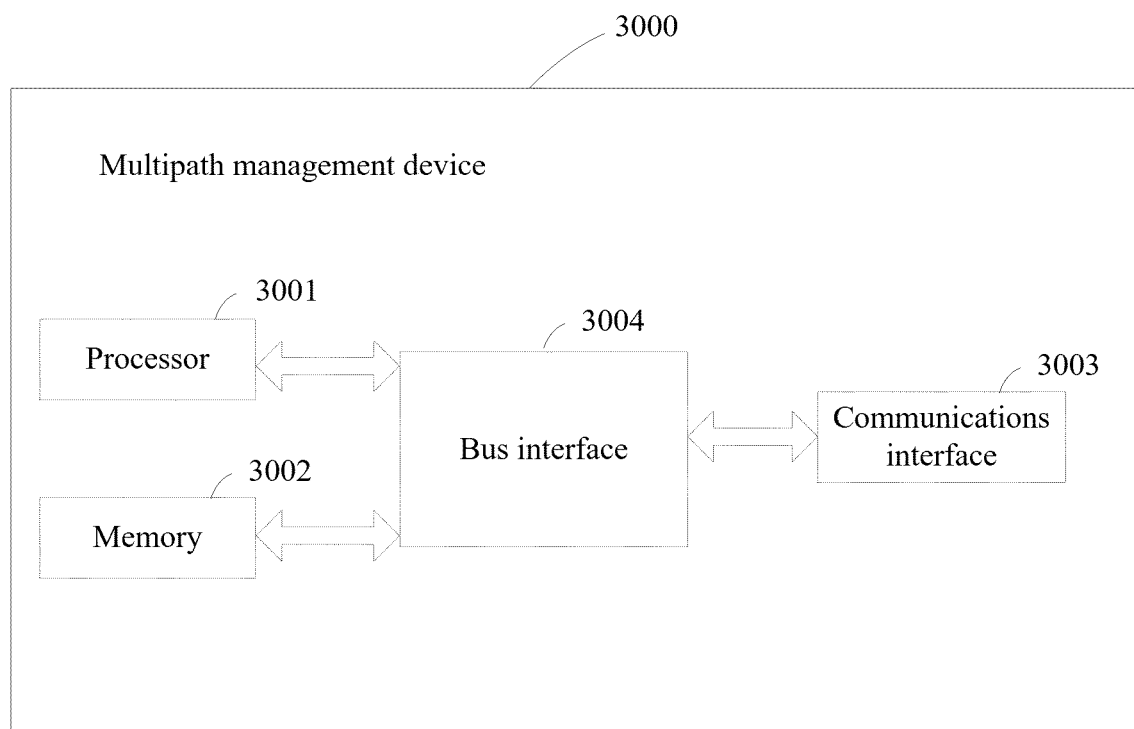 3000
Multipath management device
3001
Processor
3004
Bus interface
3003
Communications
interface
3002
Memory